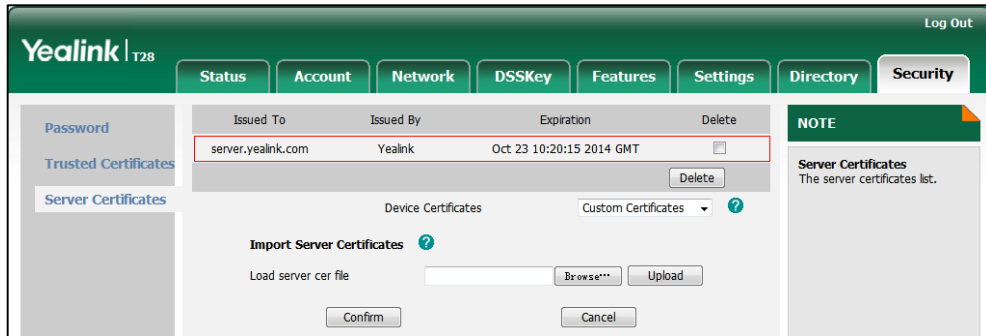 Log Out
Yealink T28
Status Account Network DSSKey Features Settings Directory Security
Password
Trusted Certificates
Server Certificates
Issued To Issued By Expiration Delete
server.yealink.com Yealink Oct 23 10:20:15 2014 GMT
Delete
Device Certificates Custom Certificates ?
Import Server Certificates ?
Load server cer file Browse... Upload
Confirm Cancel
NOTE
Server Certificates
The server certificates list.